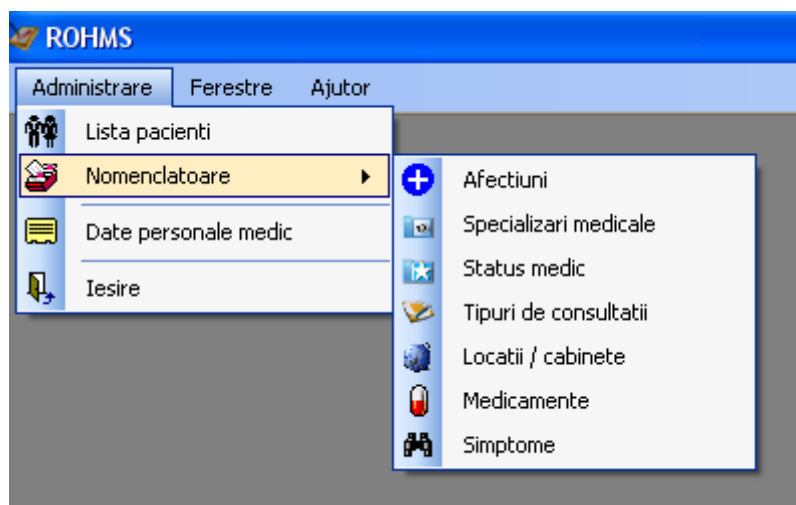 ROHMS
Administrare Ferestre Ajutor
Lista pacienti
Nomenclatoare
Date personale medic
Iesire
Afectiuni
Specializari medicale
Status medic
Tipuri de consultatii
Locatii / cabinete
Medicamente
Simptome